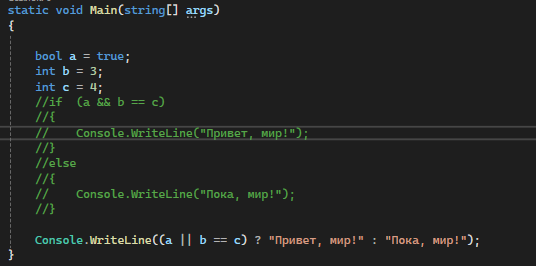 static void Main(string[] args)
{
bool a = true;
int b = 3;
int c = 4;
//if  (a && b == c)
//{
//    Console.WriteLine("Привет, мир!");
//}
//else
//{
//    Console.WriteLine("Пока, мир!");
//}
Console.WriteLine((a || b == c) ? "Привет, мир!" : "Пока, мир!");
}